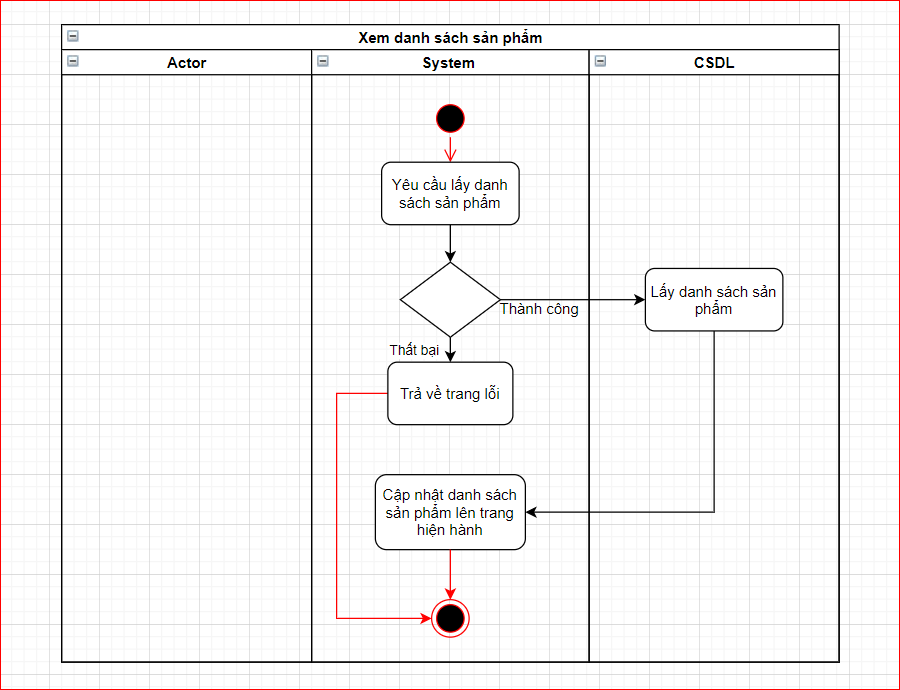 Xem danh sách sản phẩm
Actor
System
CSDL
Yêu cầu lấy danh
sách sản phẩm
Lấy danh sách sản
phẩm
Thành công
Thất bại
Trả về trang lỗi
Cập nhật danh sách
sản phẩm lên trang
hiện hành